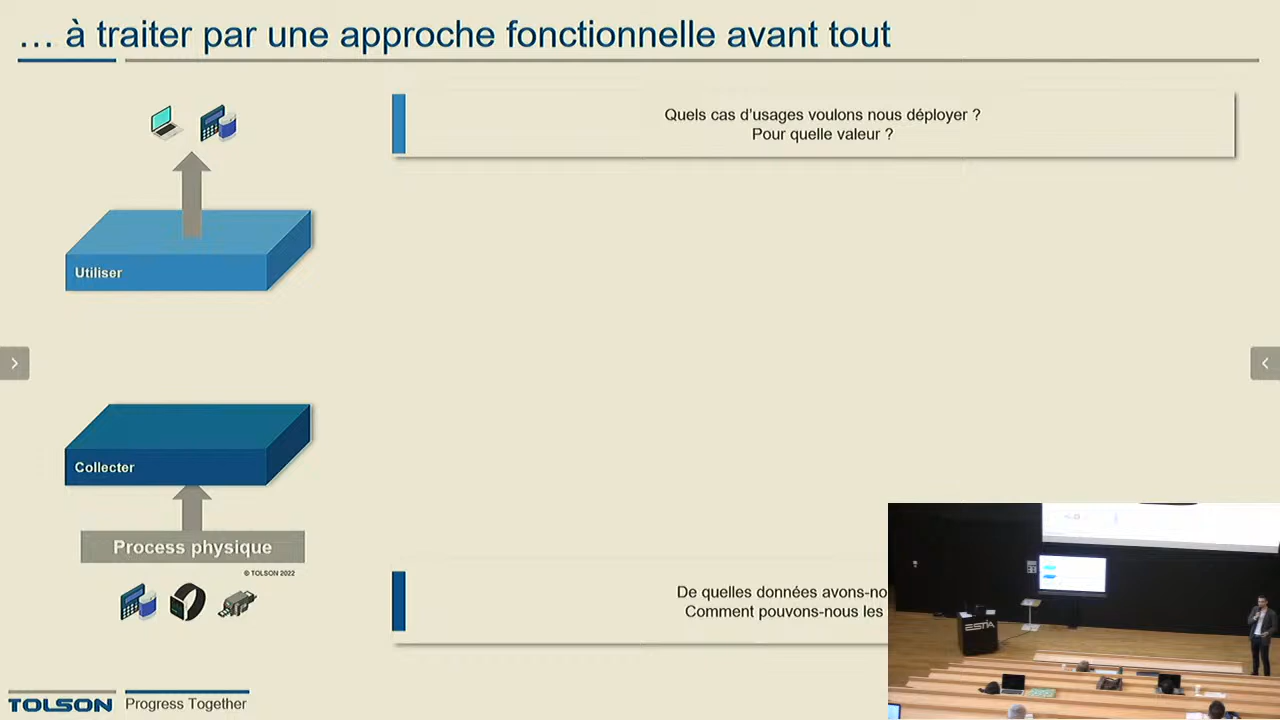 … à traiter par une approche fonctionnelle avant tout
Quels cas d'usages voulons nous déployer ?
Pour quelle valeur ?
Utiliser
Collecter
Process physique
© TOLSON 2022
De quelles données avons-no
Comment pouvons-nous les
ESTIA
TOLSON
Progress Together